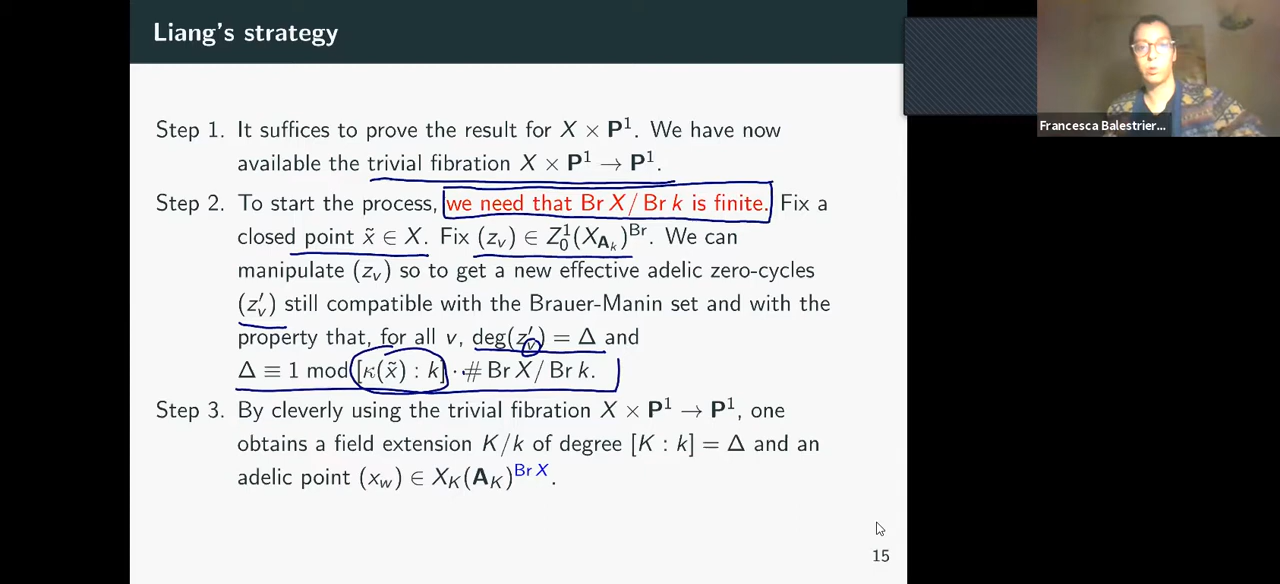 Liang's strategy
Step 1. It suffices to prove the result for X × P¹. We have now
available the trivial fibration X × P¹ → P¹.
Step 2. To start the process, we need that Br X/ Br k is finite. Fix a
closed point x̃ ∈ X. Fix (z_v) ∈ Z₀¹(X_{A_k})^{Br}. We can
manipulate (z_v) so to get a new effective adelic zero-cycles
(z′_v) still compatible with the Brauer-Manin set and with the
property that, for all v, deg(z′_v) = Δ and
Δ ≡ 1 mod [κ(x̃) : k] · # Br X/ Br k.
Step 3. By cleverly using the trivial fibration X × P¹ → P¹, one
obtains a field extension K/k of degree [K : k] = Δ and an
adelic point (x_w) ∈ X_K(A_K)^{Br X}.
15
Francesca Balestrier...